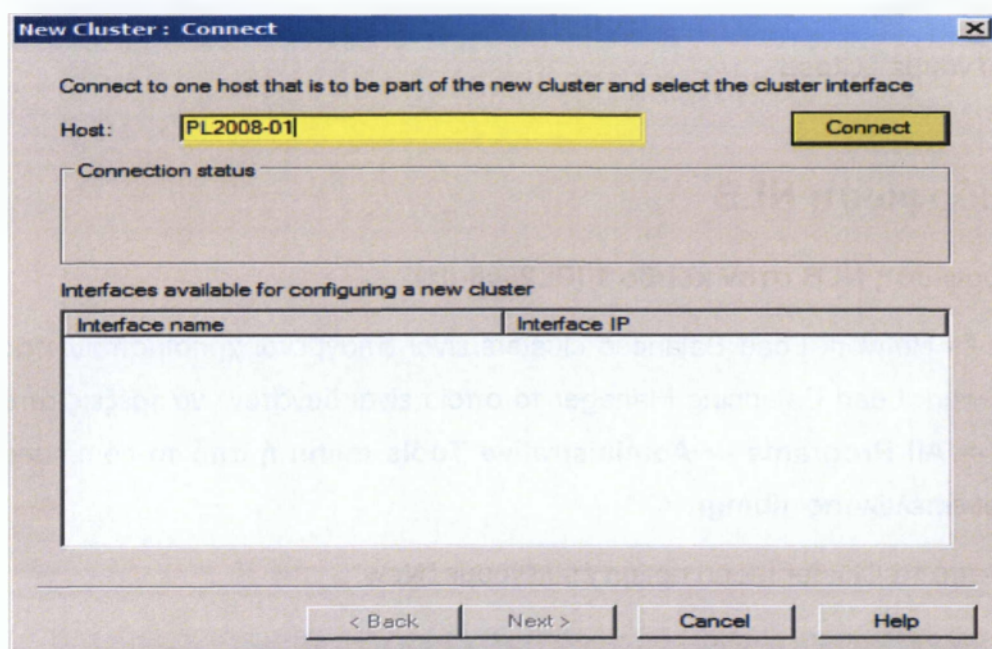 New Cluster : Connect
Connect to one host that is to be part of the new cluster and select the cluster interface
Host: PL2008-01 Connect
Connection status
Interfaces available for configuring a new cluster
Interface name Interface IP
< Back Next > Cancel Help